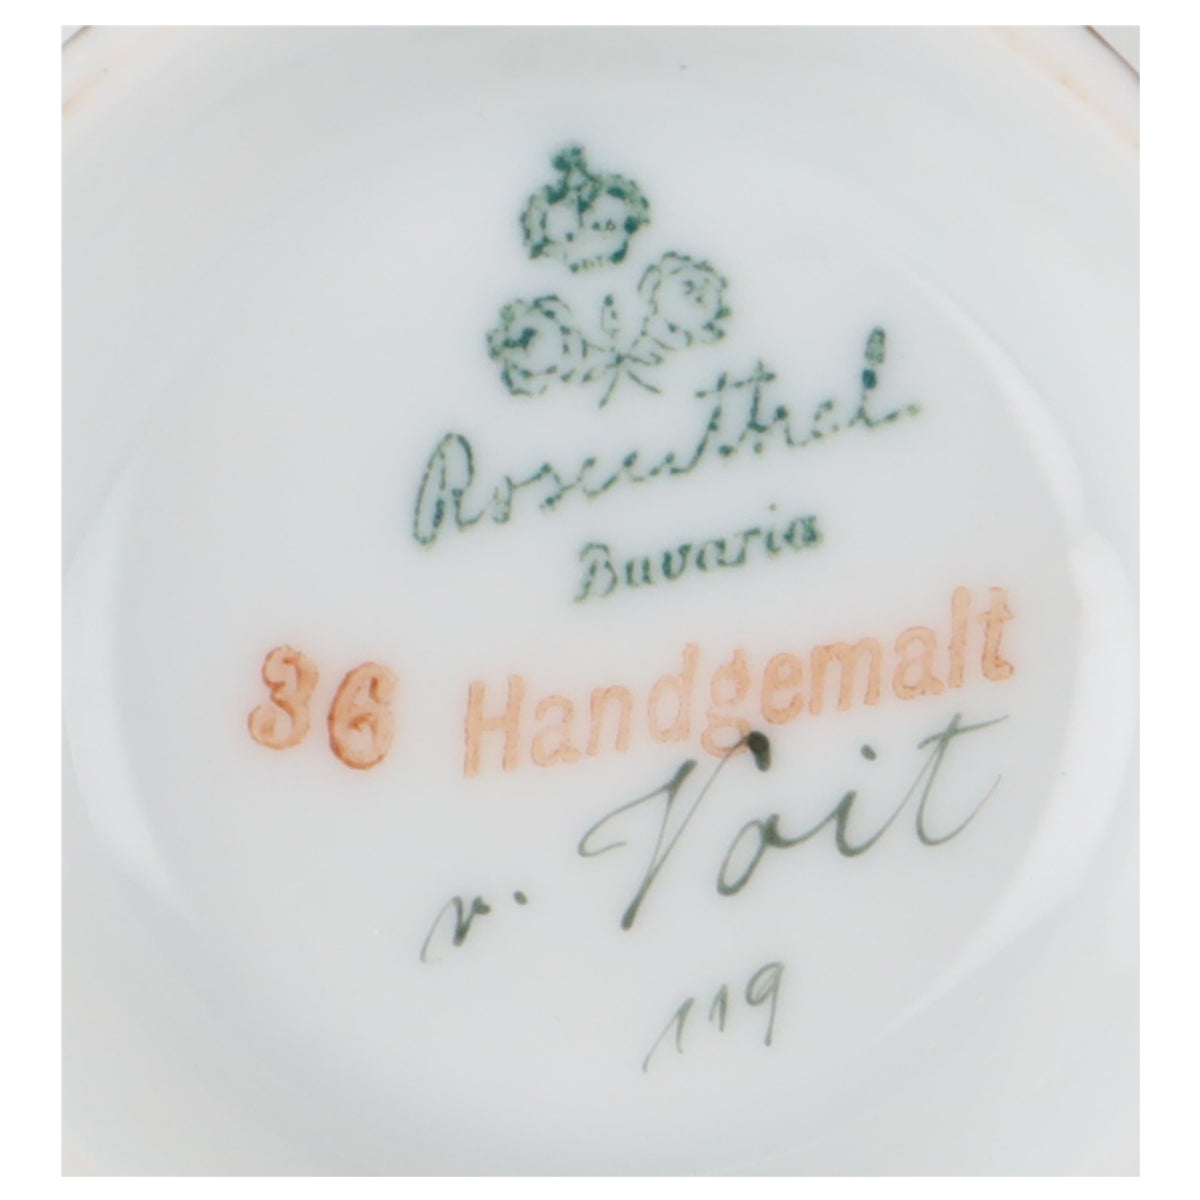 Rosenthal
Bavaria
36 Handgemalt
v. Voit
119